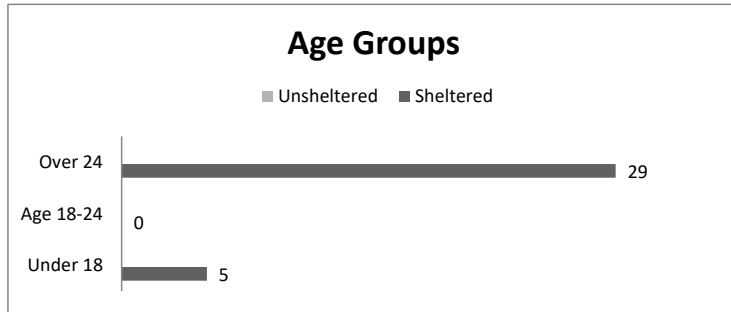 Age Groups
Unsheltered Sheltered
Over 24 29
Age 18-24 0
Under 18 5